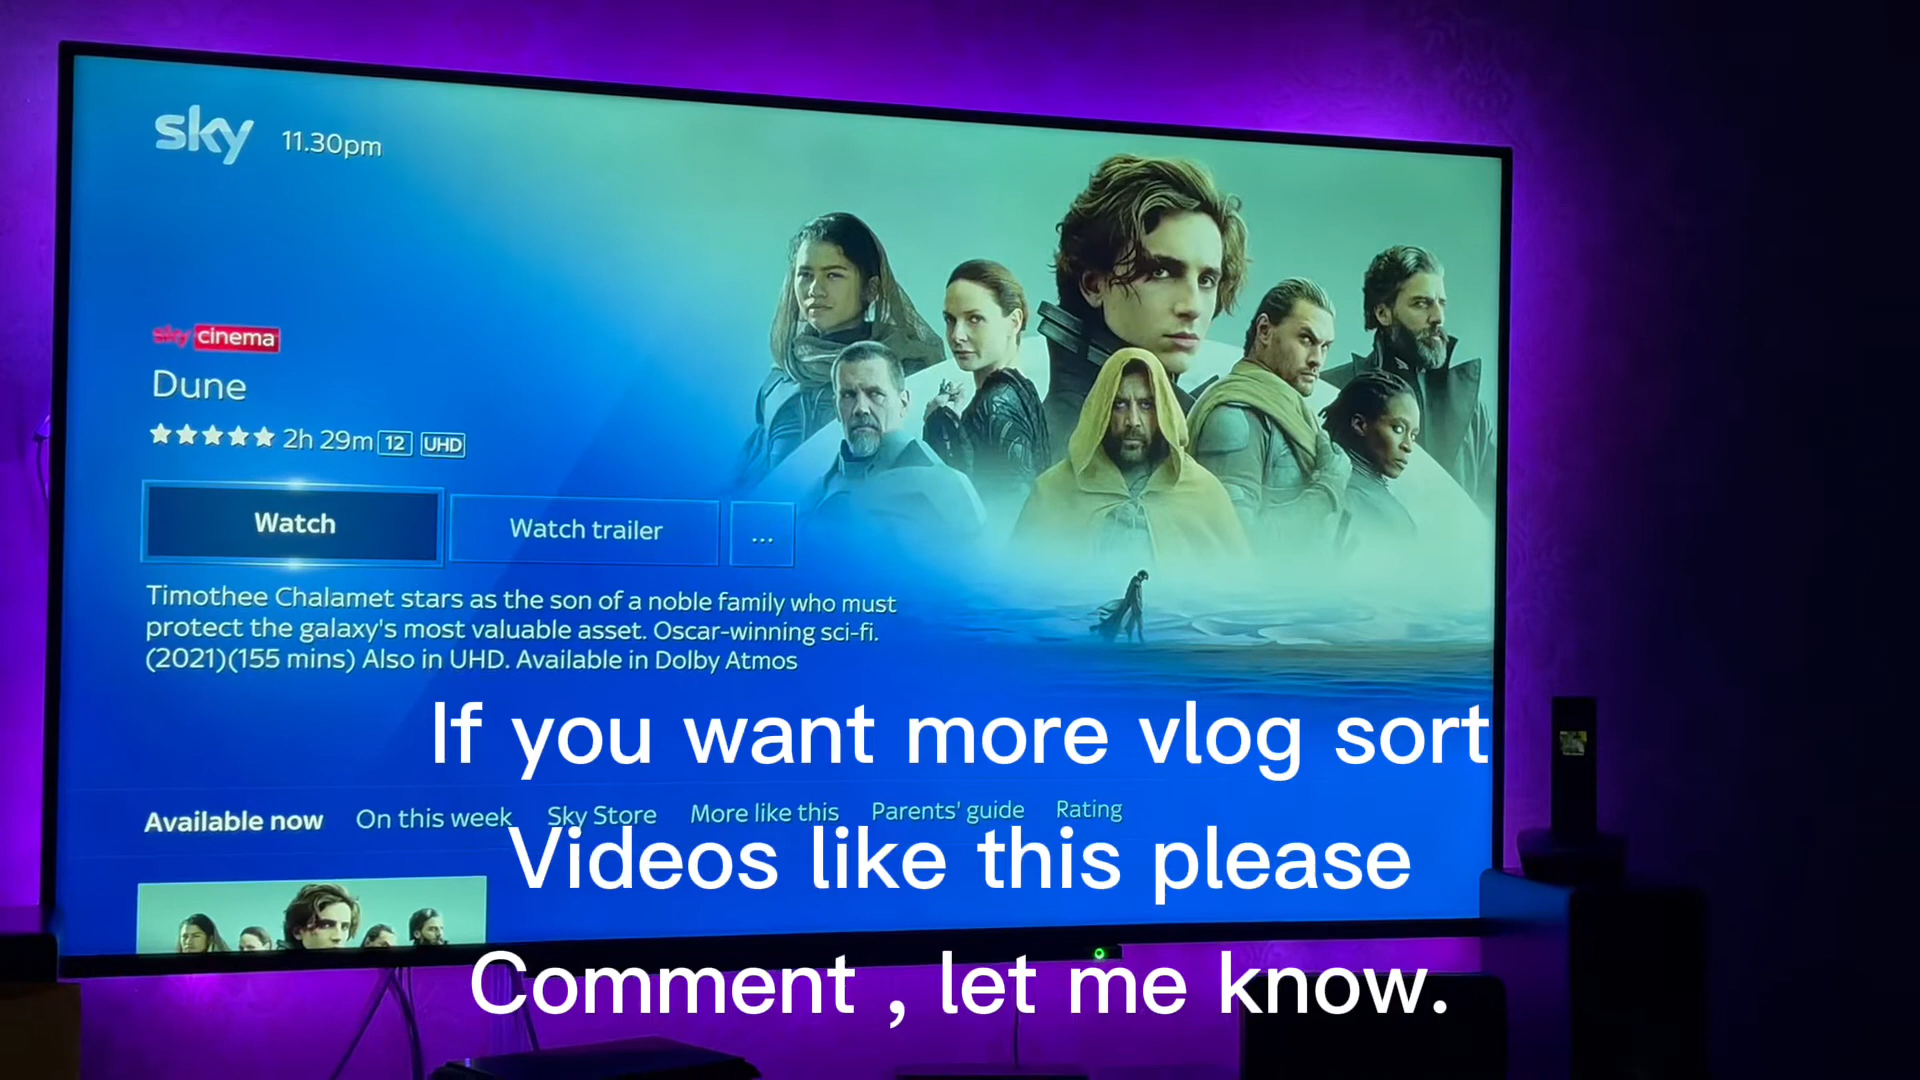 sky 11.30pm
sky cinema
Dune
2h 29m 12 UHD
Watch Watch trailer ...
Timothee Chalamet stars as the son of a noble family who must
protect the galaxy's most valuable asset. Oscar-winning sci-fi.
(2021)(155 mins) Also in UHD. Available in Dolby Atmos
If you want more vlog sort
Available now On this week Sky Store More like this Parents' guide Rating
Videos like this please
Comment , let me know.